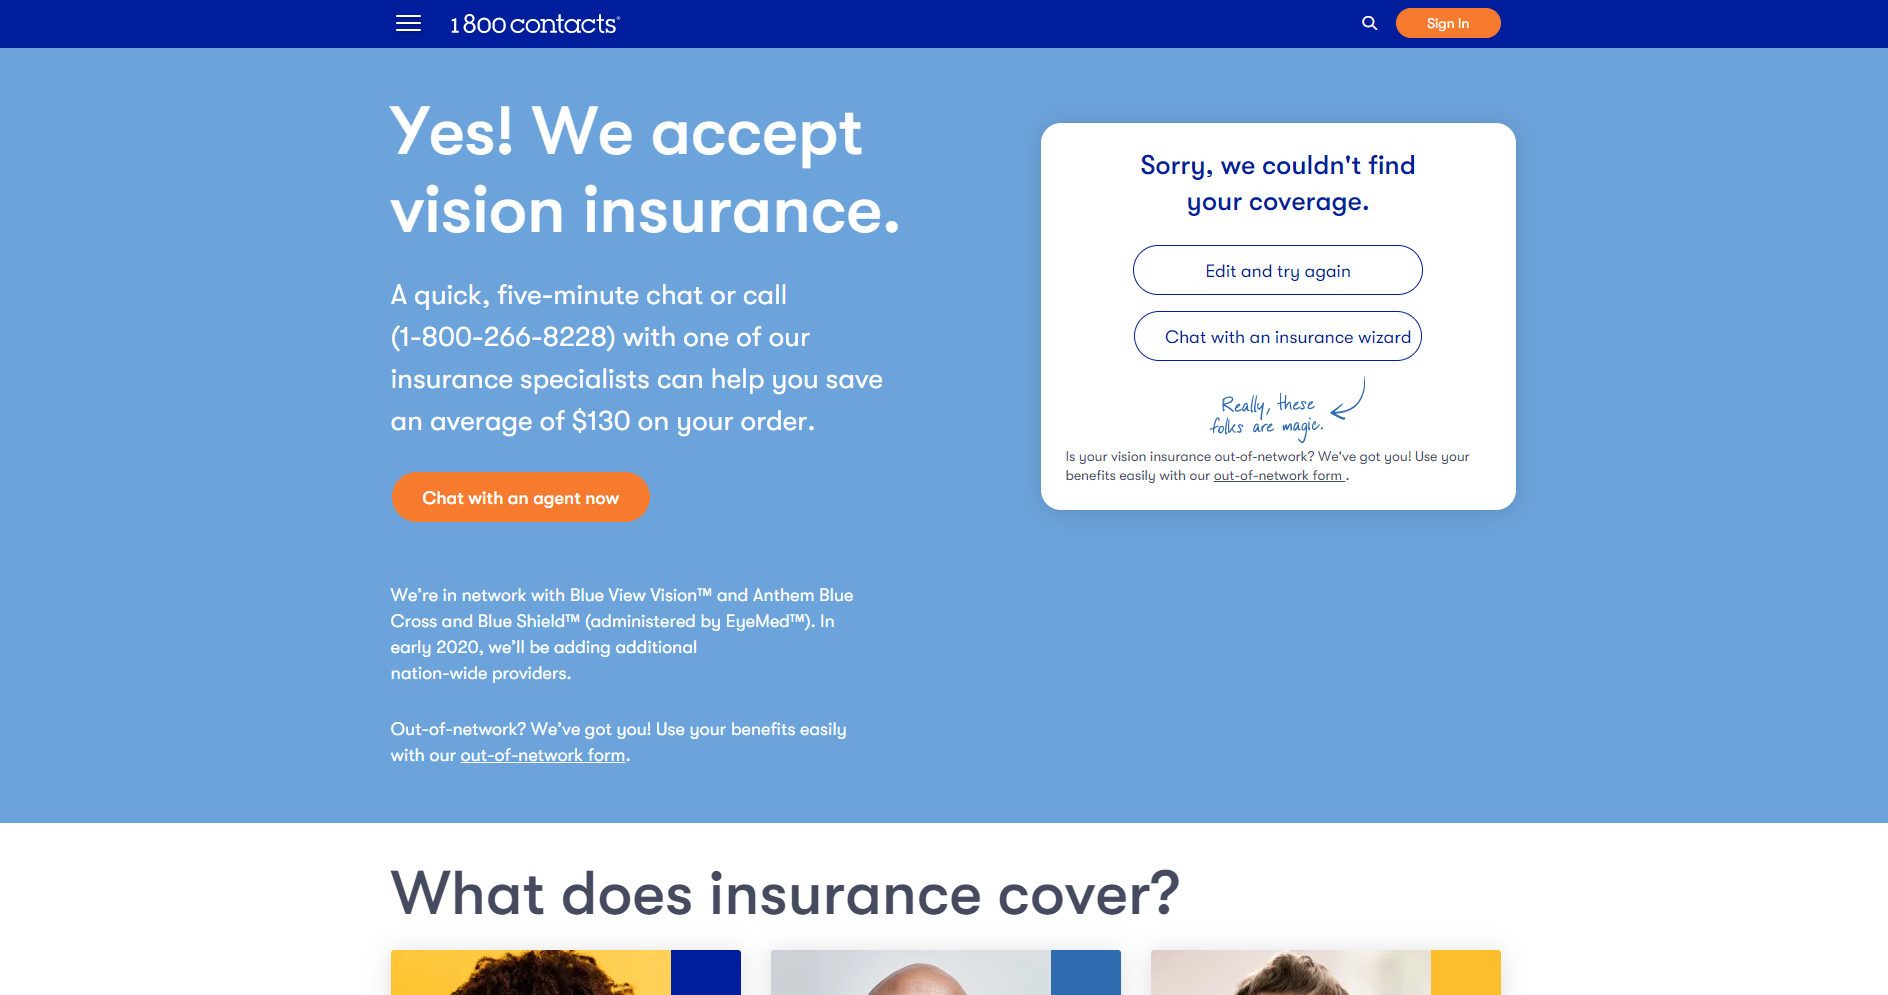 1 800 contacts®
Sign In
Yes! We accept
vision insurance.
A quick, five-minute chat or call
(1-800-266-8228) with one of our
insurance specialists can help you save
an average of $130 on your order.
Chat with an agent now
We’re in network with Blue View Vision™ and Anthem Blue
Cross and Blue Shield™ (administered by EyeMed™). In
early 2020, we’ll be adding additional
nation-wide providers.
Out-of-network? We’ve got you! Use your benefits easily
with our out-of-network form.
Sorry, we couldn't find
your coverage.
Edit and try again
Chat with an insurance wizard
Really, these
folks are magic.
Is your vision insurance out-of-network? We've got you! Use your
benefits easily with our out-of-network form .
What does insurance cover?